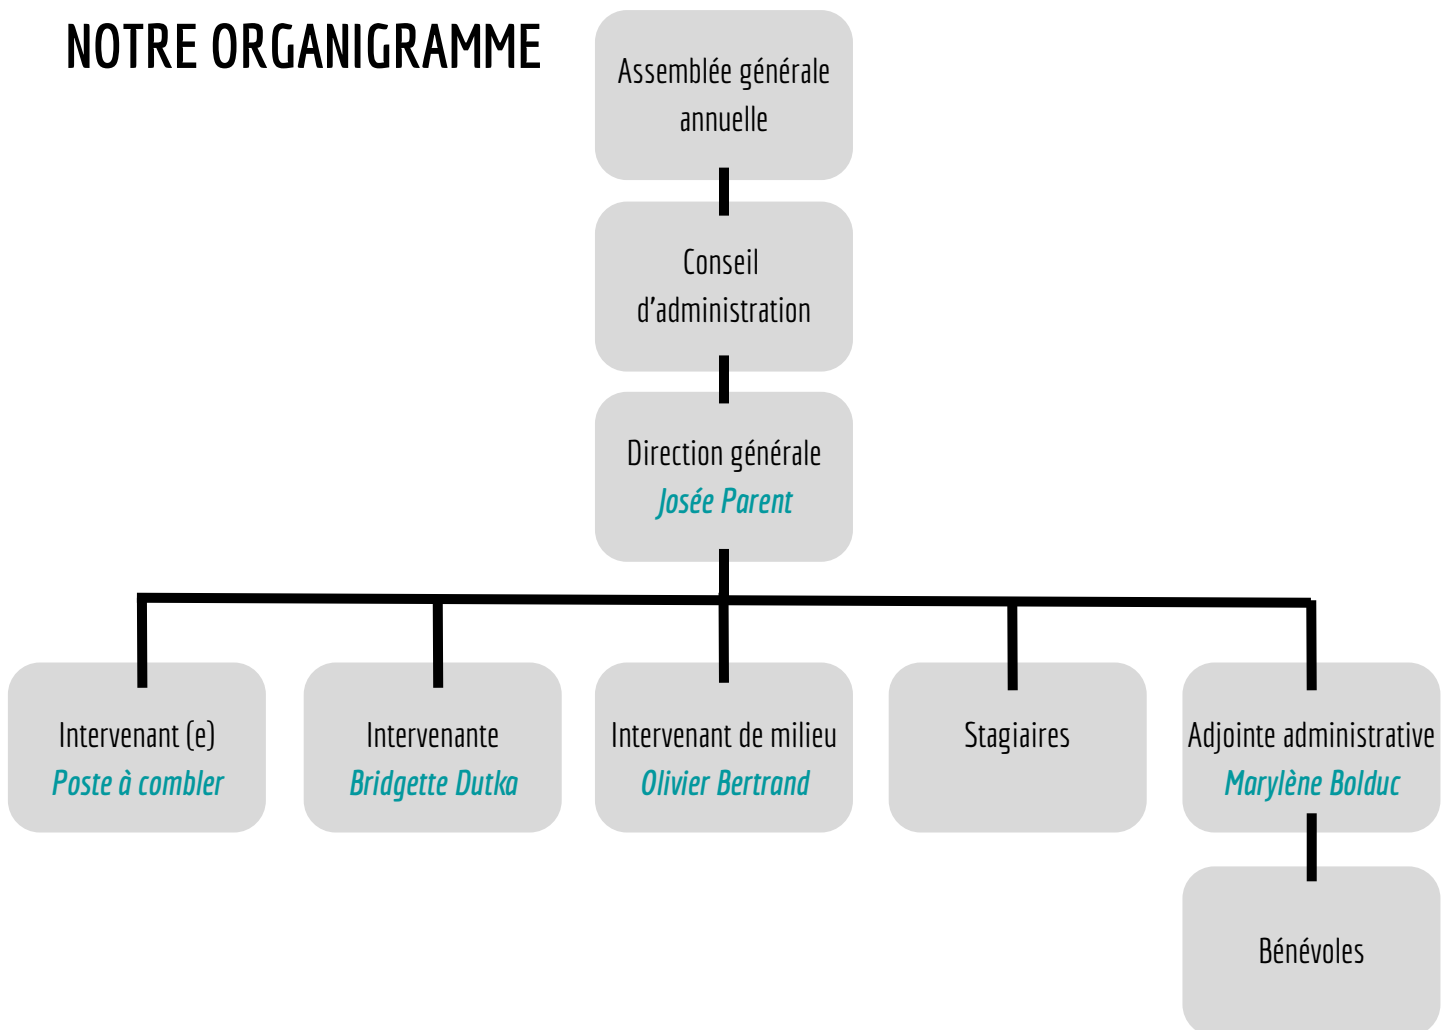 NOTRE ORGANIGRAMME
Assemblée générale
annuelle
Conseil
d'administration
Direction générale
Josée Parent
Intervenant (e)
Poste à combler
Intervenante
Bridgette Dutka
Intervenant de milieu
Olivier Bertrand
Stagiaires
Adjointe administrative
Marylène Bolduc
Bénévoles